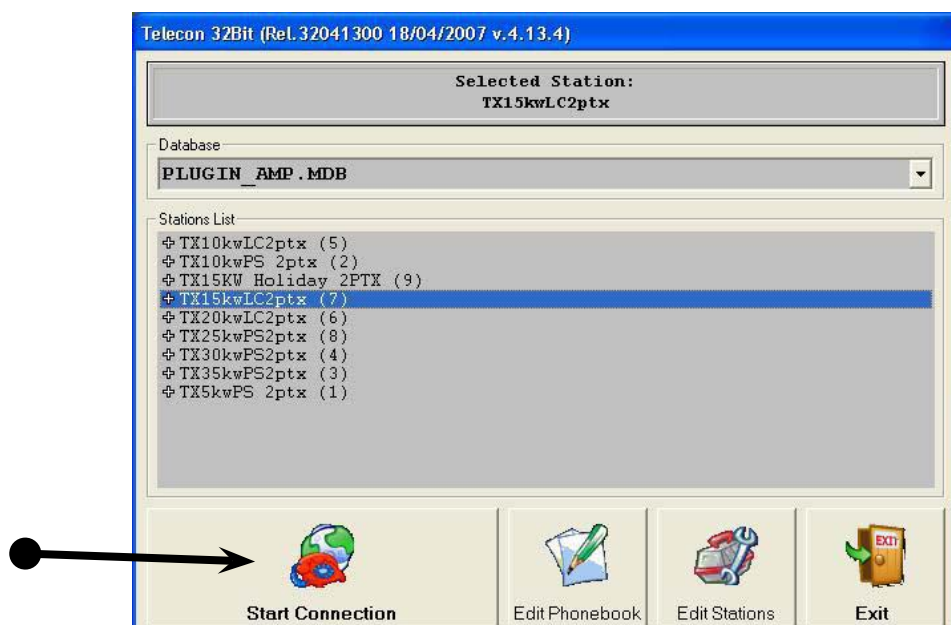 Telecon 32Bit (Rel.32041300 18/04/2007 v.4.13.4)
Selected Station:
TX15kwLC2ptx
Database
PLUGIN_AMP.MDB
Stations List
TX10kwLC2ptx (5)
TX10kwPS 2ptx (2)
TX15KW Holiday 2PTX (9)
TX15kwLC2ptx (7)
TX20kwLC2ptx (6)
TX25kwPS2ptx (8)
TX30kwPS2ptx (4)
TX35kwPS2ptx (3)
TX5kwPS 2ptx (1)
EXIT
Start Connection
Edit Phonebook
Edit Stations
Exit